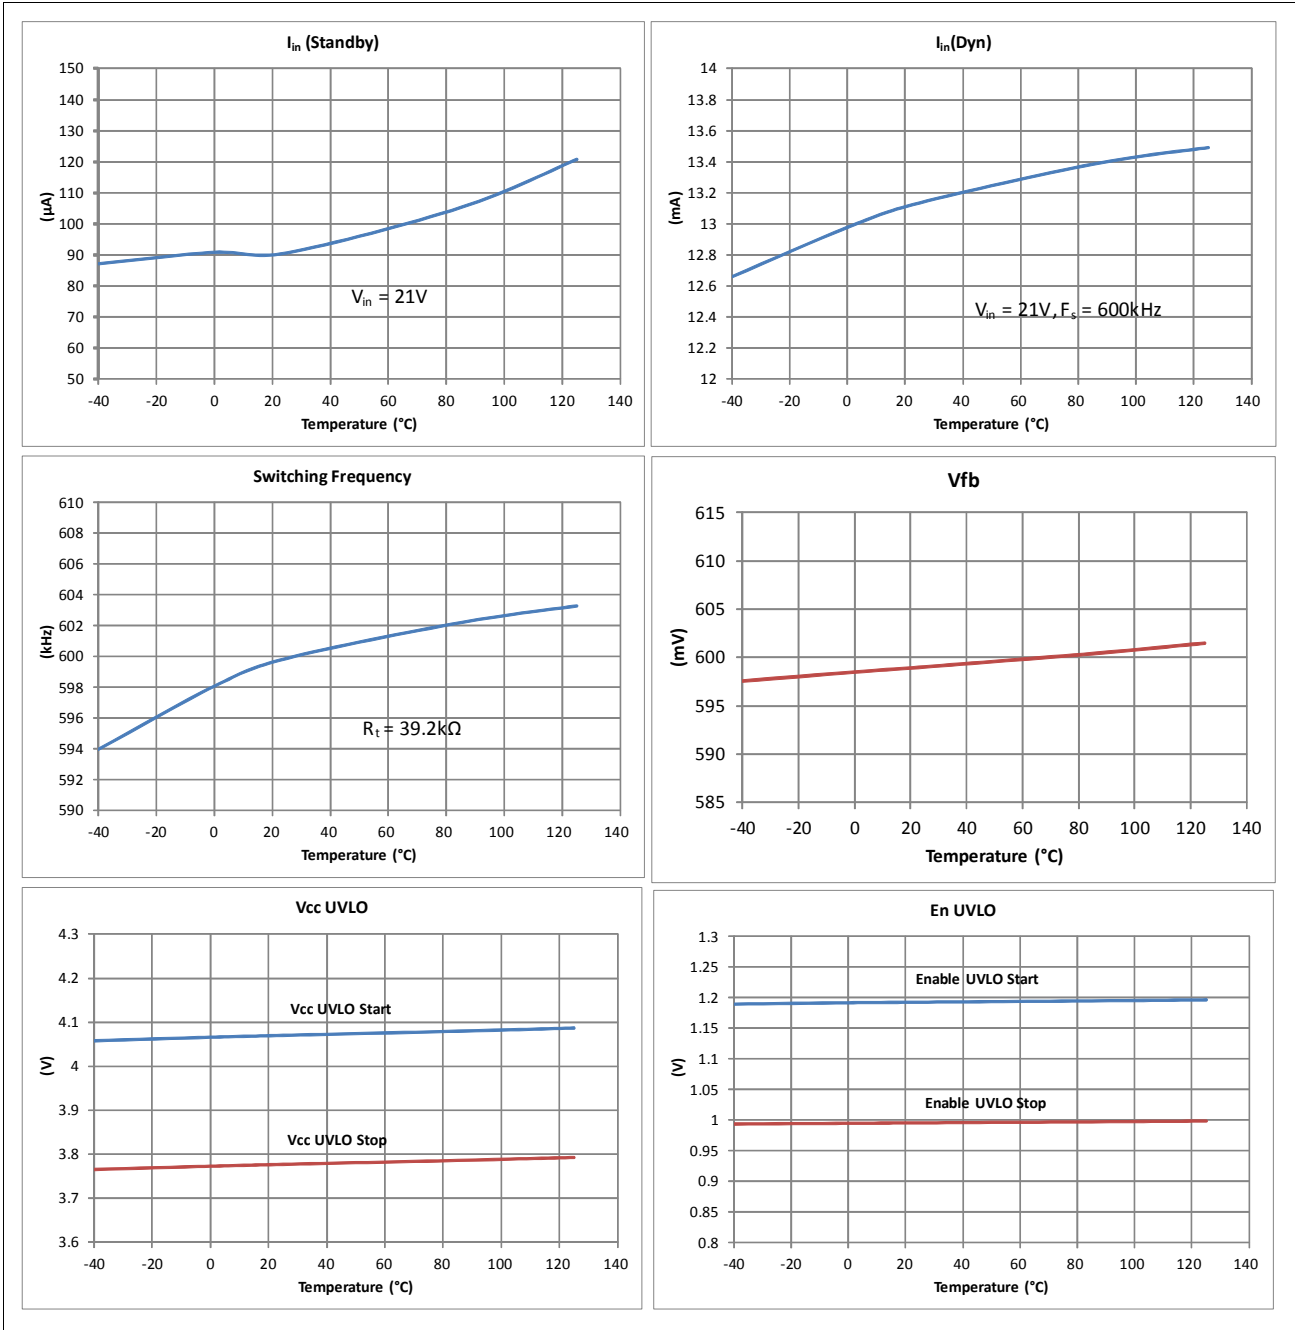 I_in (Standby)
150
140
130
120
110
100
90
80
70
60
50
(µA)
V_in = 21V
-40 -20 0 20 40 60 80 100 120 140
Temperature (°C)
I_in(Dyn)
14
13.8
13.6
13.4
13.2
13
12.8
12.6
12.4
12.2
12
(mA)
V_in = 21V, F_s = 600kHz
-40 -20 0 20 40 60 80 100 120 140
Temperature (°C)
Switching Frequency
610
608
606
604
602
600
598
596
594
592
590
(kHz)
R_t = 39.2kΩ
-40 -20 0 20 40 60 80 100 120 140
Temperature (°C)
Vfb
615
610
605
600
595
590
585
(mV)
-40 -20 0 20 40 60 80 100 120 140
Temperature (°C)
Vcc UVLO
4.3
4.2
4.1
4
3.9
3.8
3.7
3.6
(V)
Vcc UVLO Start
Vcc UVLO Stop
-40 -20 0 20 40 60 80 100 120 140
Temperature (°C)
En UVLO
1.3
1.25
1.2
1.15
1.1
1.05
1
0.95
0.9
0.85
0.8
(V)
Enable UVLO Start
Enable UVLO Stop
-40 -20 0 20 40 60 80 100 120 140
Temperature (°C)